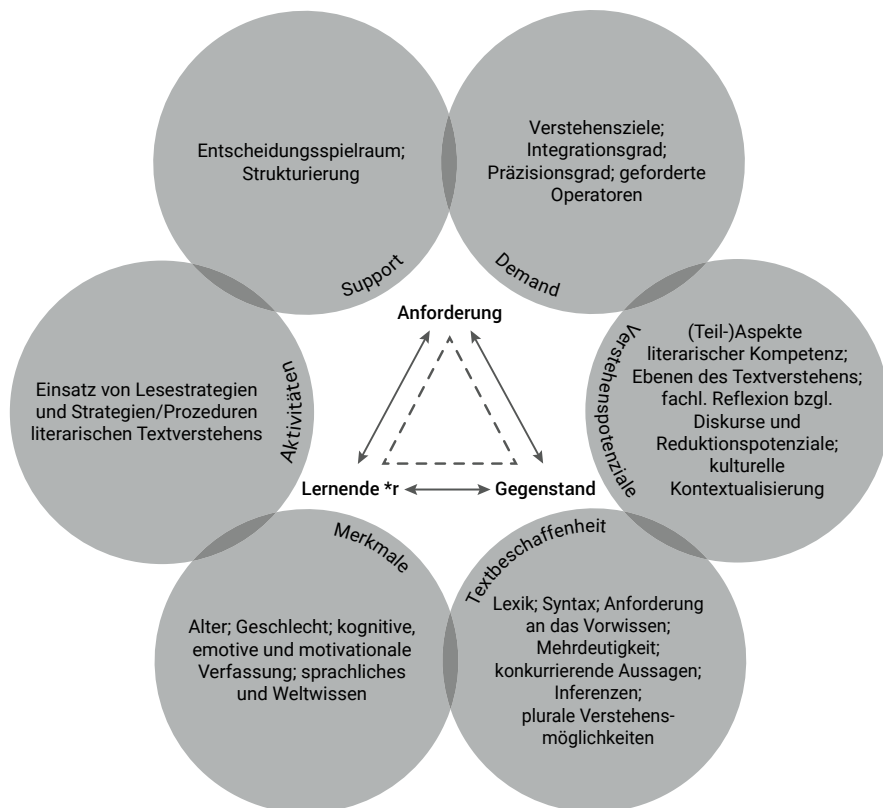 Entscheidungsspielraum;
Strukturierung
Support
Verstehensziele;
Integrationsgrad;
Präzisionsgrad; geforderte
Operatoren
Demand
Einsatz von Lesestrategien
und Strategien/Prozeduren
literarischen Textverstehens
Aktivitäten
Anforderung
Lernende *r
Gegenstand
Verstehenspotenziale
(Teil-)Aspekte
literarischer Kompetenz;
Ebenen des Textverstehens;
fachl. Reflexion bzgl.
Diskurse und
Reduktionspotenziale;
kulturelle
Kontextualisierung
Merkmale
Alter; Geschlecht; kognitive,
emotive und motivationale
Verfassung; sprachliches
und Weltwissen
Textbeschaffenheit
Lexik; Syntax; Anforderung
an das Vorwissen;
Mehrdeutigkeit;
konkurrierende Aussagen;
Inferenzen;
plurale Verstehens-
möglichkeiten